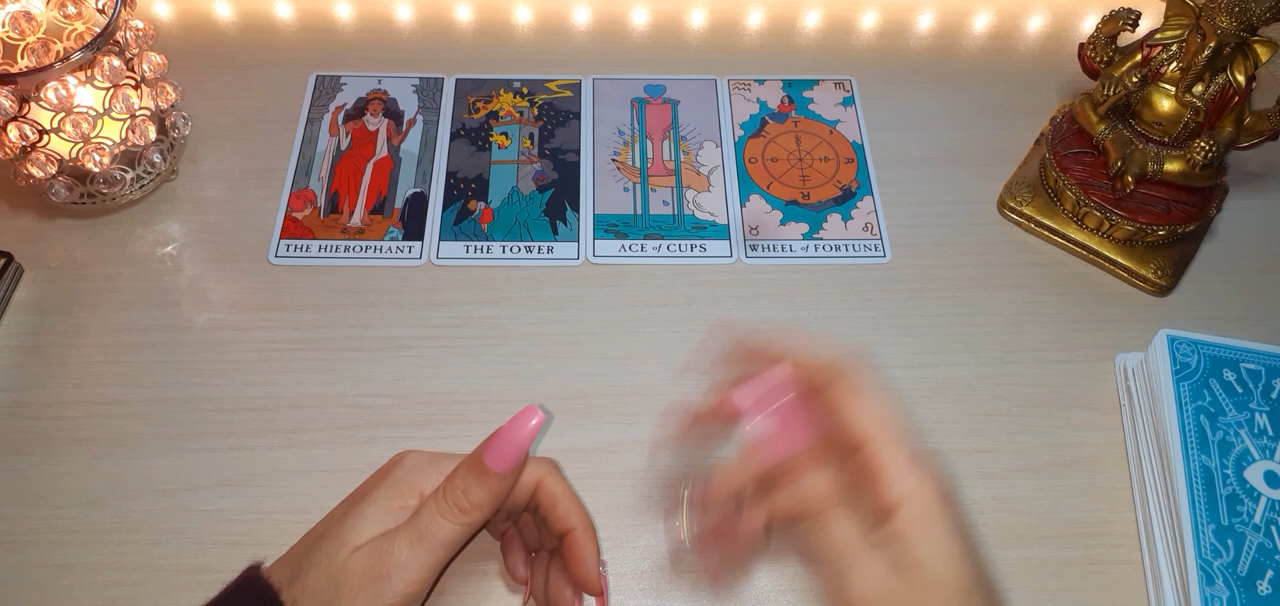 THE HIEROPHANT
THE TOWER
ACE of CUPS
WHEEL of FORTUNE
T
A
R
O
M